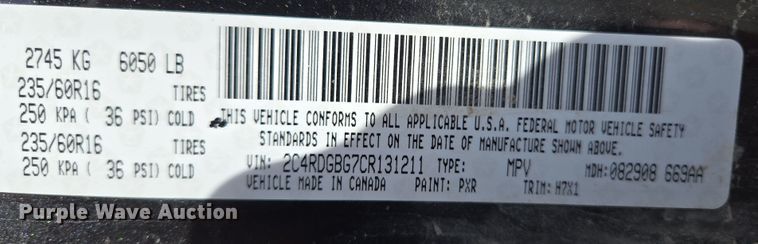 2745 KG 6050 LB
235/60R16 TIRES
250 KPA ( 36 PSI) COLD
235/60R16 TIRES
250 KPA ( 36 PSI) COLD
THIS VEHICLE CONFORMS TO ALL APPLICABLE U.S.A. FEDERAL MOTOR VEHICLE SAFETY
STANDARDS IN EFFECT ON THE DATE OF MANUFACTURE SHOWN ABOVE.
VIN: 2C4RDGBG7CR131211 TYPE: MPV MDH:082908 669AA
VEHICLE MADE IN CANADA PAINT: PXR TRIM: H7X1
Purple Wave Auction